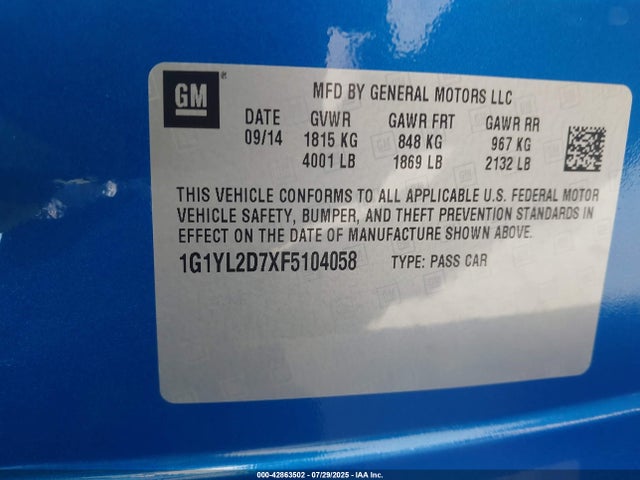 GM®
MFD BY GENERAL MOTORS LLC
DATE GVWR GAWR FRT GAWR RR
09/14 1815 KG 848 KG 967 KG
4001 LB 1869 LB 2132 LB
THIS VEHICLE CONFORMS TO ALL APPLICABLE U.S. FEDERAL MOTOR
VEHICLE SAFETY, BUMPER, AND THEFT PREVENTION STANDARDS IN
EFFECT ON THE DATE OF MANUFACTURE SHOWN ABOVE.
1G1YL2D7XF5104058 TYPE: PASS CAR
000-42863502 - 07/29/2025 - IAAI.com